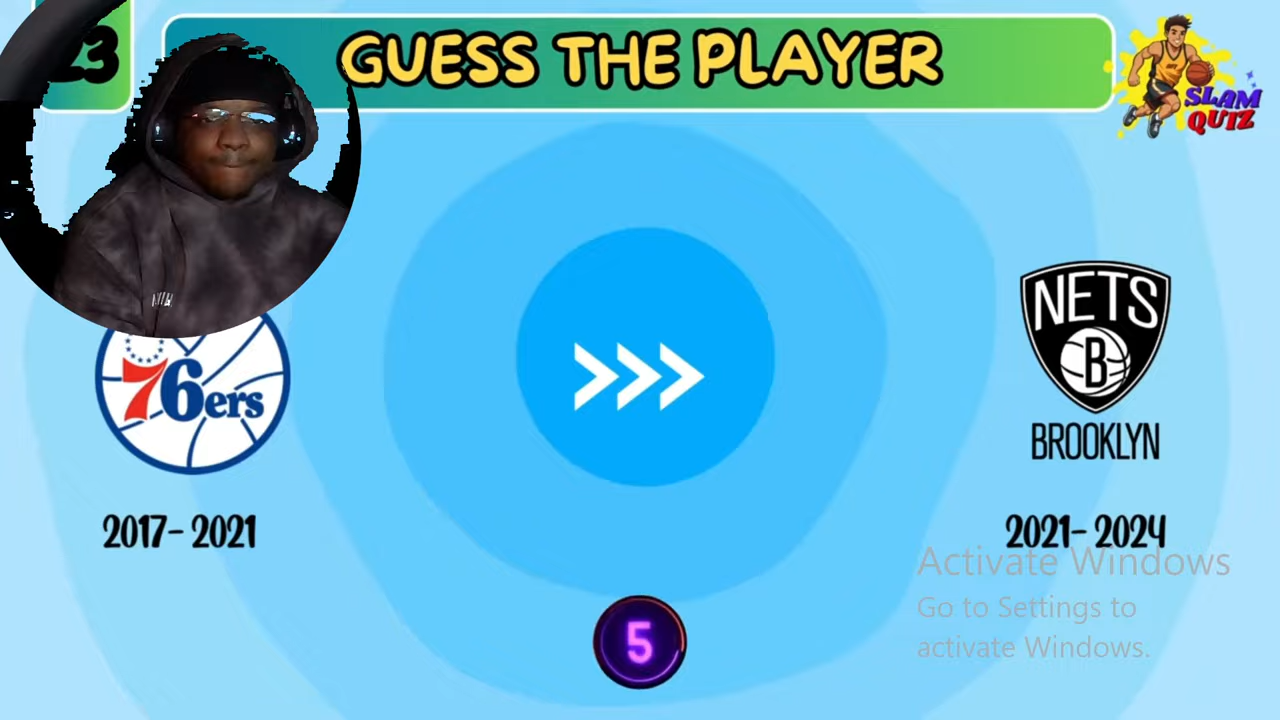 23
GUESS THE PLAYER
SLAM
QUIZ
76ers
NETS
B
BROOKLYN
2017- 2021
2021- 2024
Activate Windows
Go to Settings to
activate Windows.
5